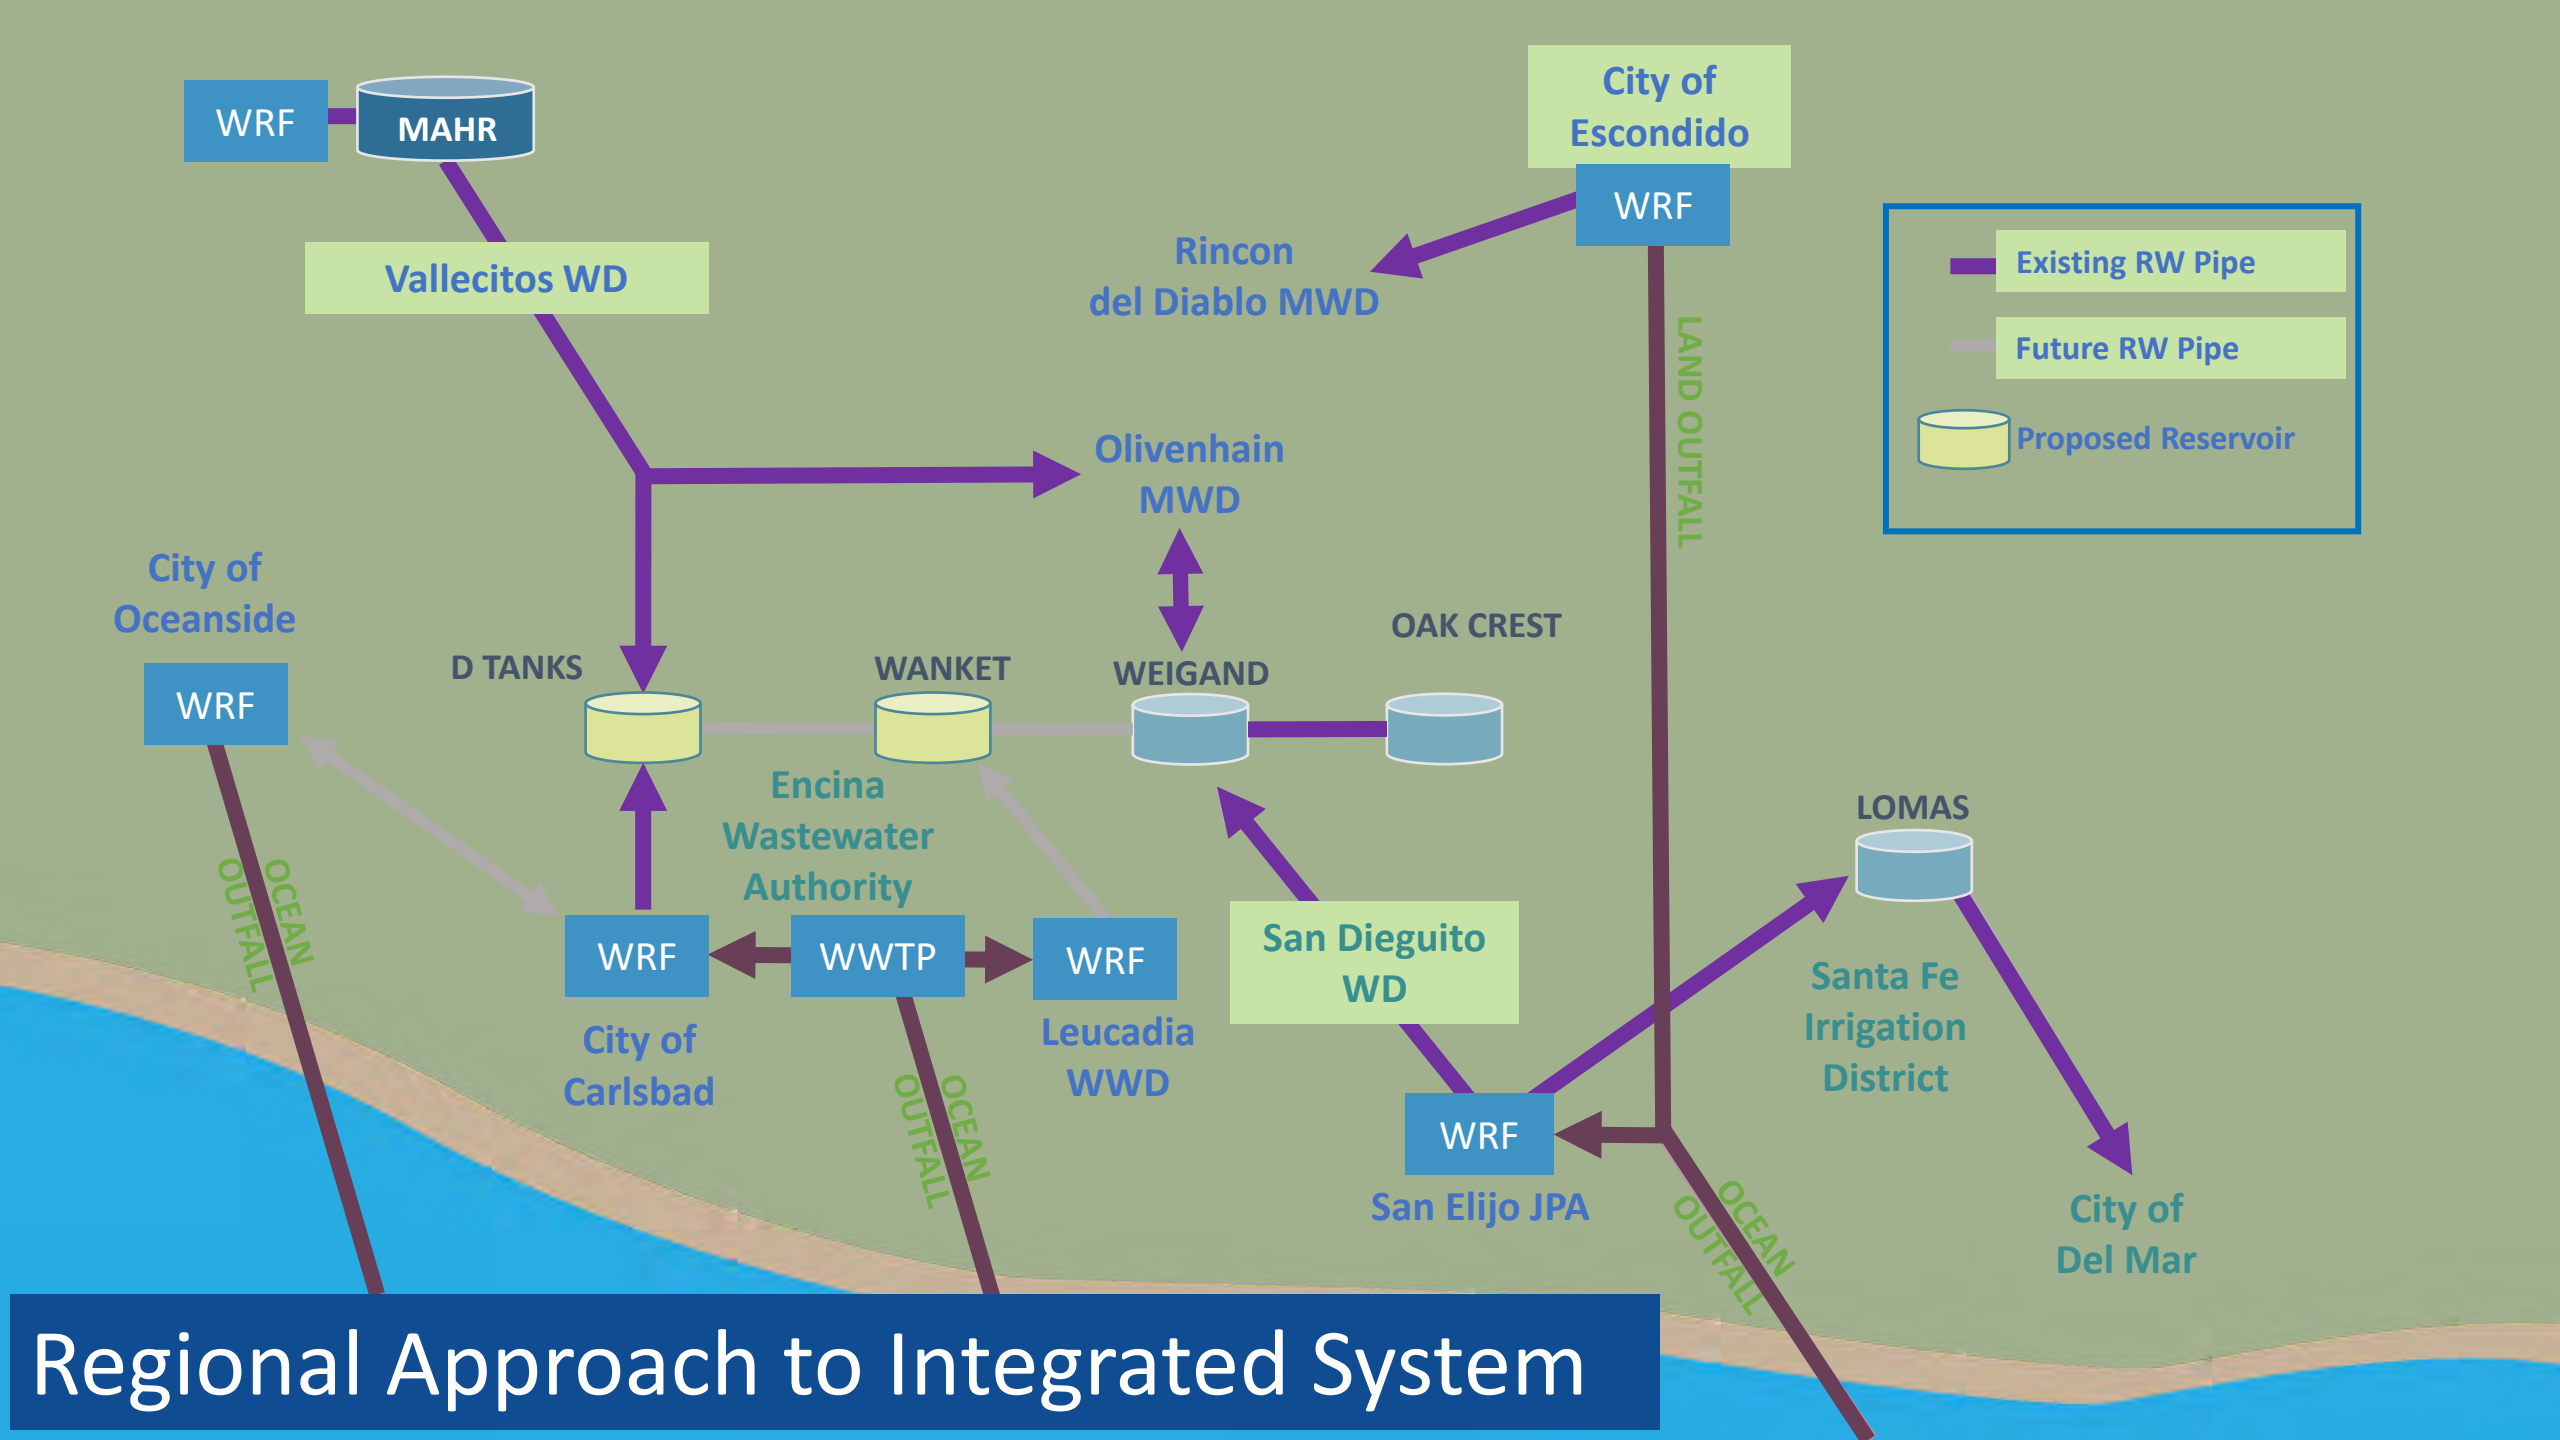 City of
Escondido
WRF
MAHR
WRF
Rincon
del Diablo MWD
Existing RW Pipe
Vallecitos WD
Future RW Pipe
LAND OUTFALL
Proposed Reservoir
Olivenhain
MWD
City of
Oceanside
OAK CREST
D TANKS
WANKET
WEIGAND
WRF
Encina
Wastewater
Authority
LOMAS
OCEAN
OUTFALL
WRF
WWTP
WRF
San Dieguito
WD
Santa Fe
Irrigation
District
City of
Carlsbad
Leucadia
WWD
OCEAN
OUTFALL
WRF
San Elijo JPA
OCEAN
OUTFALL
City of
Del Mar
Regional Approach to Integrated System